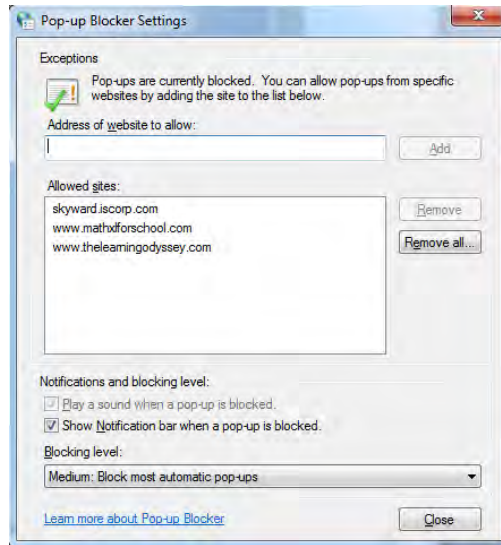 Pop-up Blocker Settings
x
Exceptions
Pop-ups are currently blocked. You can allow pop-ups from specific
websites by adding the site to the list below.
Address of website to allow:
Add
Allowed sites:
skyward.iscorp.com
www.mathxlforschool.com
www.thelearningodyssey.com
Remove
Remove all...
Notifications and blocking level:
Play a sound when a pop-up is blocked.
Show Notification bar when a pop-up is blocked.
Blocking level:
Medium: Block most automatic pop-ups
Learn more about Pop-up Blocker
Close